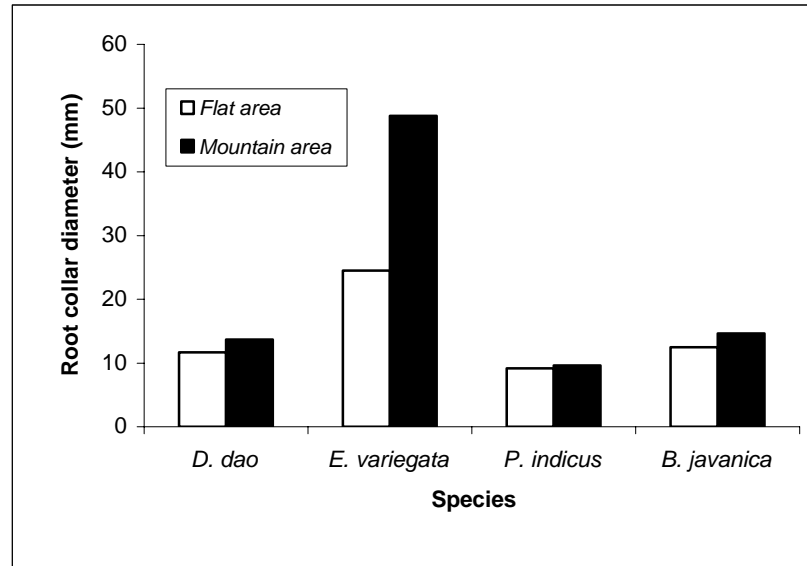 Root collar diameter (mm)
60
50
40
30
20
10
0
Flat area
Mountain area
D. dao E. variegata P. indicus B. javanica
Species